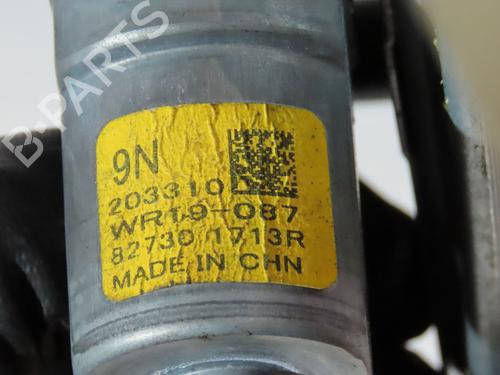 B-PARTS
9N
203310
WR19-087
82730 1713R
MADE IN CHN